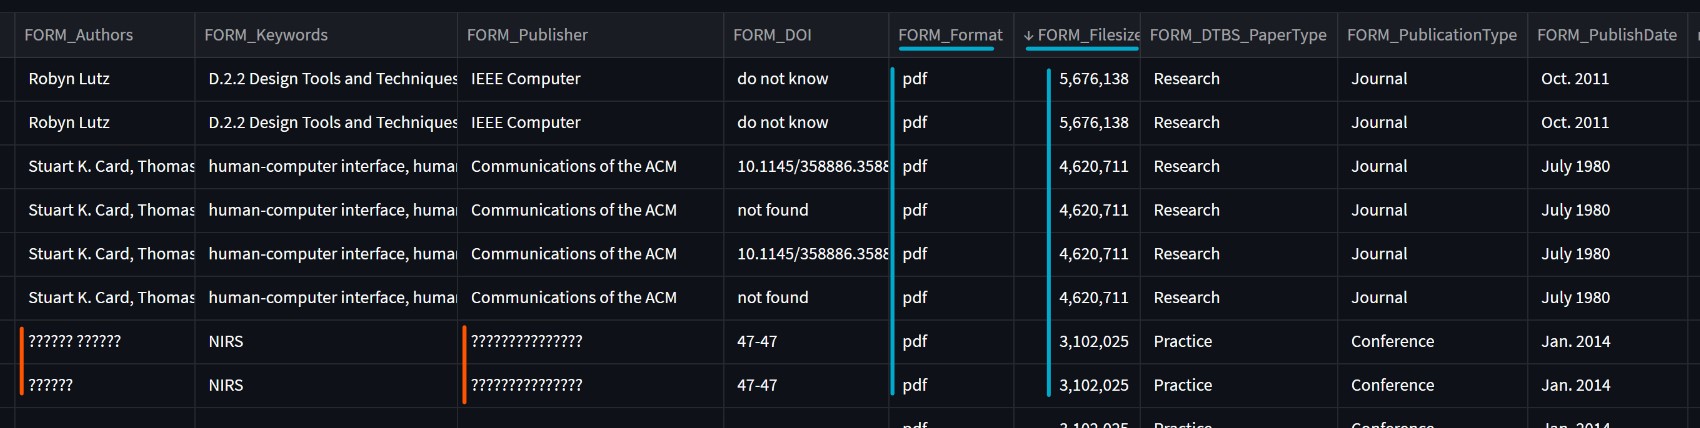 FORM_Authors FORM_Keywords FORM_Publisher FORM_DOI FORM_Format ↓ FORM_Filesize FORM_DTBS_PaperType FORM_PublicationType FORM_PublishDate
Robyn Lutz D.2.2 Design Tools and Techniques IEEE Computer do not know pdf 5,676,138 Research Journal Oct. 2011
Robyn Lutz D.2.2 Design Tools and Techniques IEEE Computer do not know pdf 5,676,138 Research Journal Oct. 2011
Stuart K. Card, Thomas human-computer interface, huma Communications of the ACM 10.1145/358886.3588 pdf 4,620,711 Research Journal July 1980
Stuart K. Card, Thomas human-computer interface, huma Communications of the ACM not found pdf 4,620,711 Research Journal July 1980
Stuart K. Card, Thomas human-computer interface, huma Communications of the ACM 10.1145/358886.3588 pdf 4,620,711 Research Journal July 1980
Stuart K. Card, Thomas human-computer interface, huma Communications of the ACM not found pdf 4,620,711 Research Journal July 1980
?????? ?????? NIRS ??????????????? 47-47 pdf 3,102,025 Practice Conference Jan. 2014
?????? NIRS ??????????????? 47-47 pdf 3,102,025 Practice Conference Jan. 2014